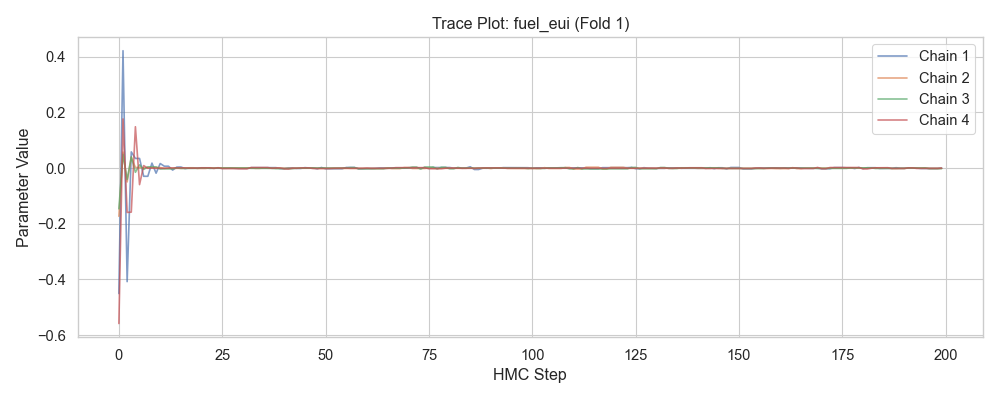 Trace Plot: fuel_eui (Fold 1)
Chain 1
Chain 2
Chain 3
Chain 4
Parameter Value
0.4
0.2
0.0
−0.2
−0.4
−0.6
0 25 50 75 100 125 150 175 200
HMC Step